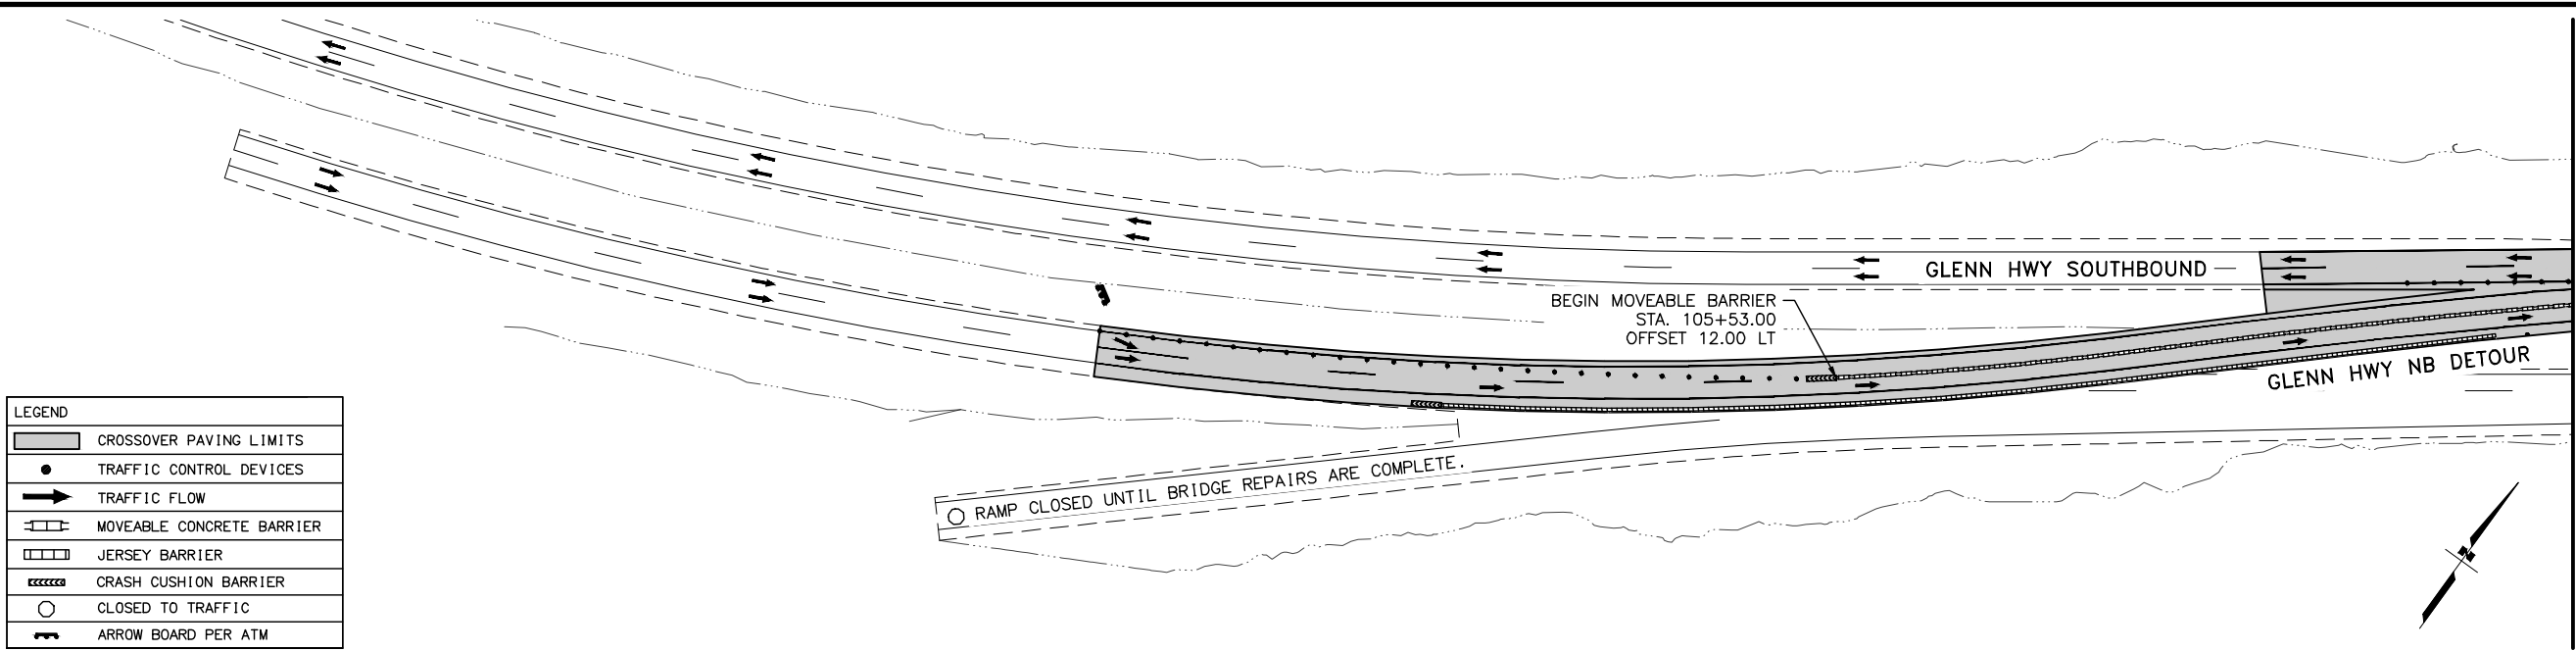 GLENN HWY SOUTHBOUND
BEGIN MOVEABLE BARRIER
STA. 105+53.00
OFFSET 12.00 LT
GLENN HWY NB DETOUR
RAMP CLOSED UNTIL BRIDGE REPAIRS ARE COMPLETE.
LEGEND
CROSSOVER PAVING LIMITS
TRAFFIC CONTROL DEVICES
TRAFFIC FLOW
MOVEABLE CONCRETE BARRIER
JERSEY BARRIER
CRASH CUSHION BARRIER
CLOSED TO TRAFFIC
ARROW BOARD PER ATM
N